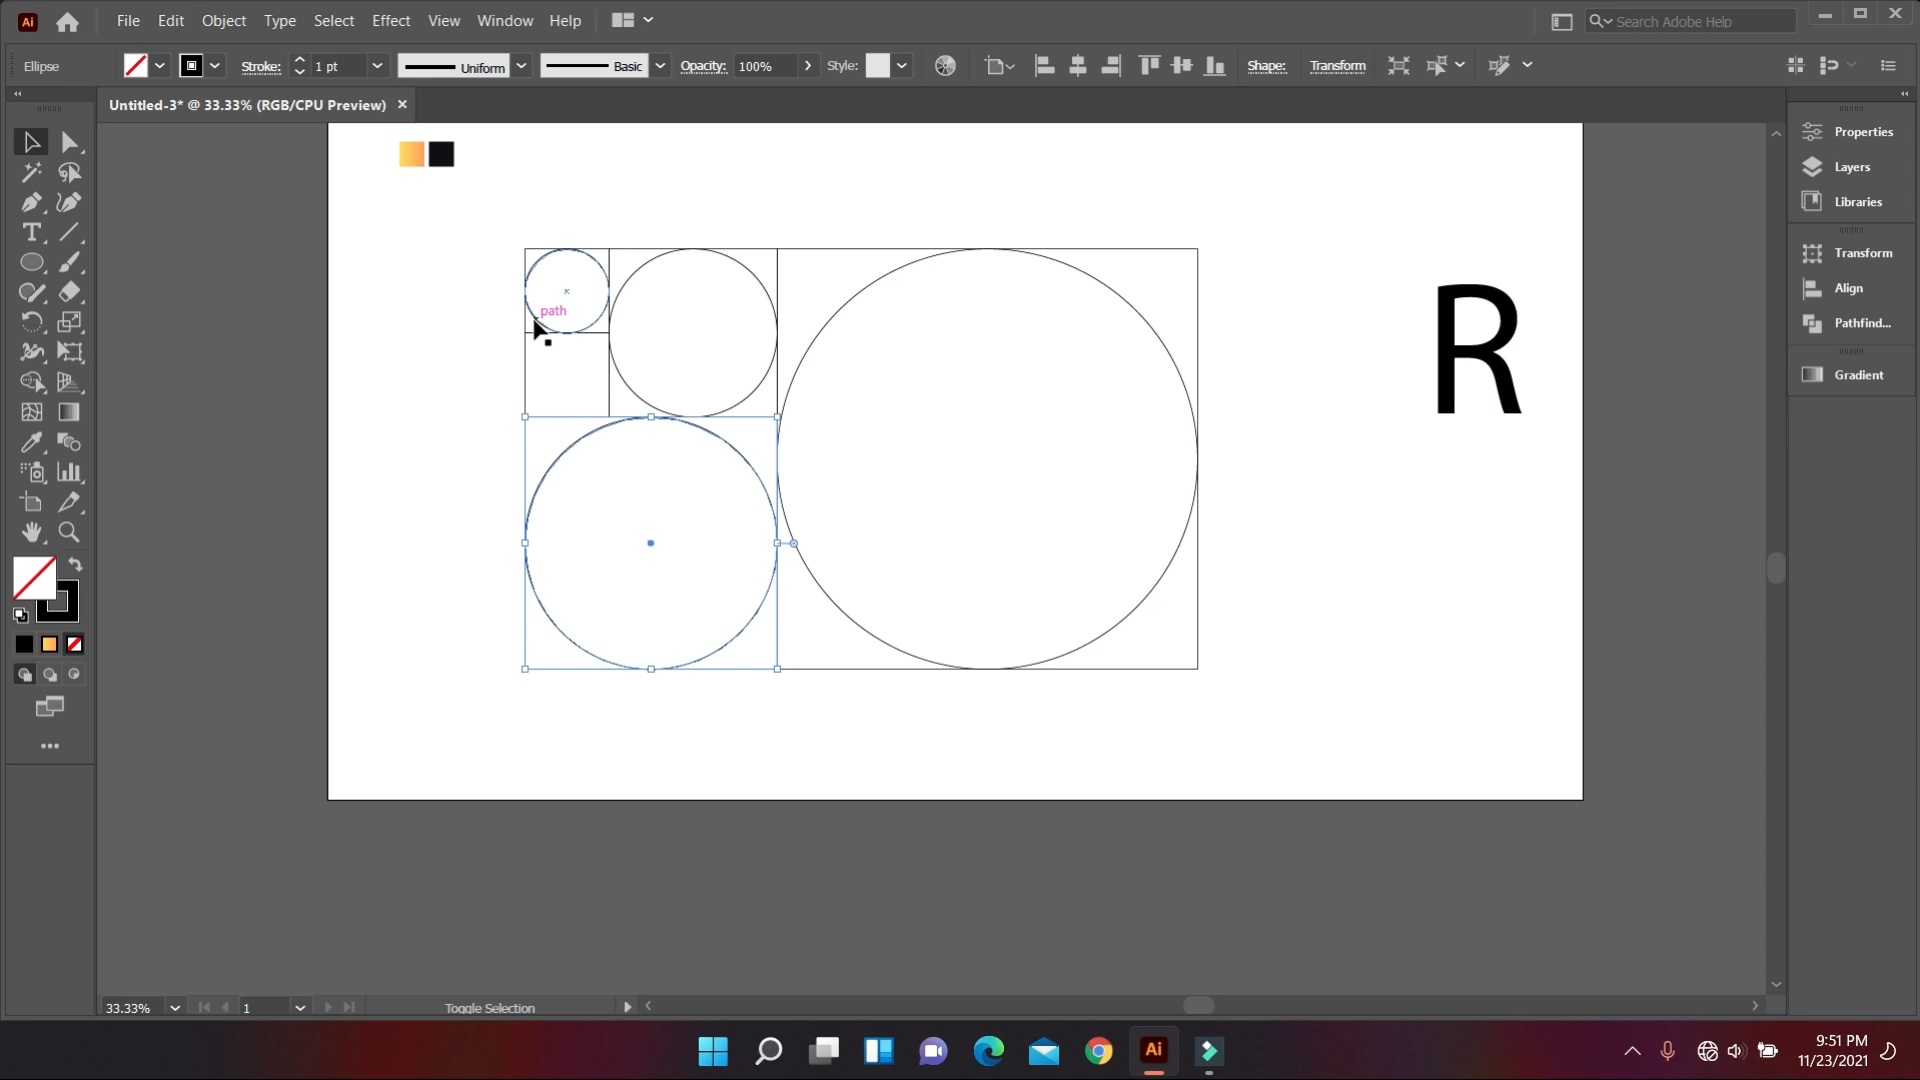 Ai File Edit Object Type Select Effect View Window Help Search Adobe Help
Ellipse Stroke: 1 pt Uniform Basic Opacity: 100% Style: Shape: Transform
Untitled-3* @ 33.33% (RGB/CPU Preview)
Properties
Layers
Libraries
Transform
Align
Pathfind...
Gradient
path
R
33.33% 1 Toggle Selection
Ai
9:51 PM
11/23/2021